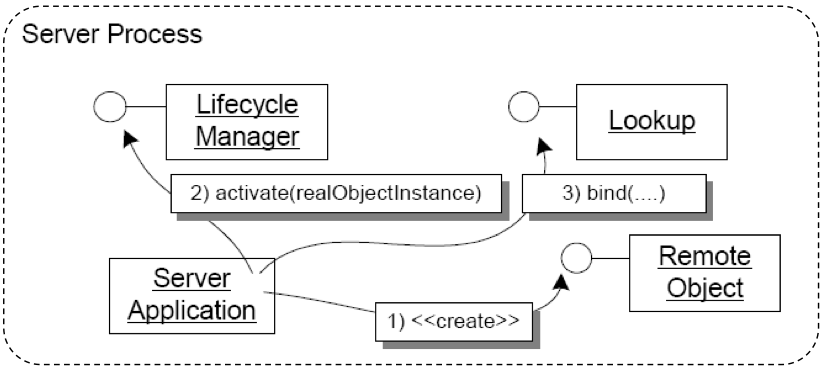 Server Process
Lifecycle
Manager
Lookup
2) activate(realObjectInstance)
3) bind(....)
Server
Application
Remote
Object
1) <<create>>